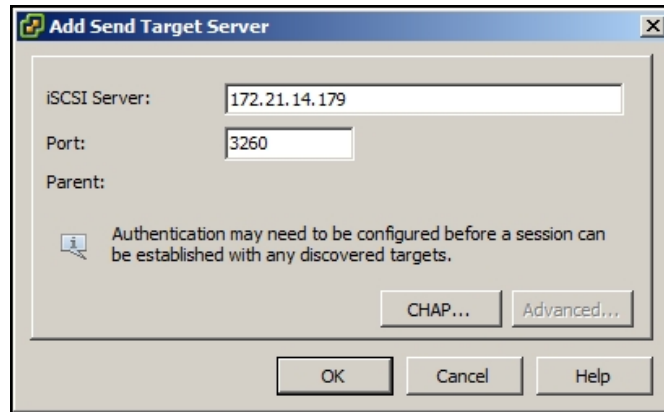 Add Send Target Server
iSCSI Server:
172.21.14.179
Port:
3260
Parent:
Authentication may need to be configured before a session can
be established with any discovered targets.
CHAP...
Advanced...
OK
Cancel
Help